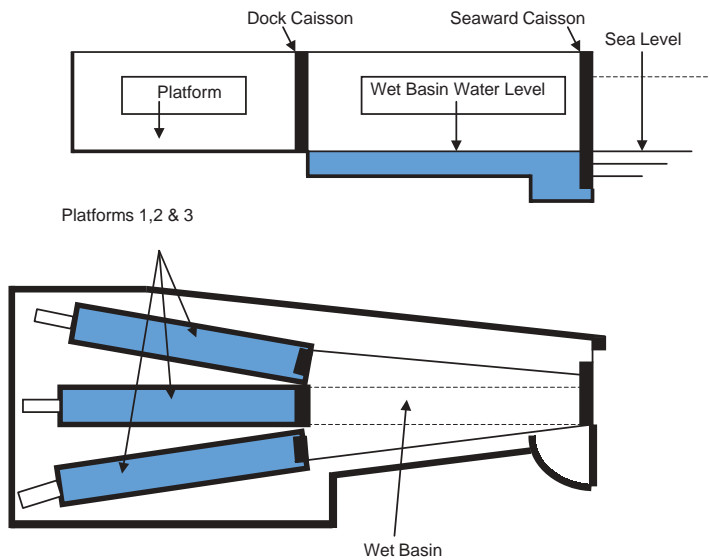 Dock Caisson
Seaward Caisson
Sea Level
Platform
Wet Basin Water Level
Platforms 1,2 & 3
Wet Basin